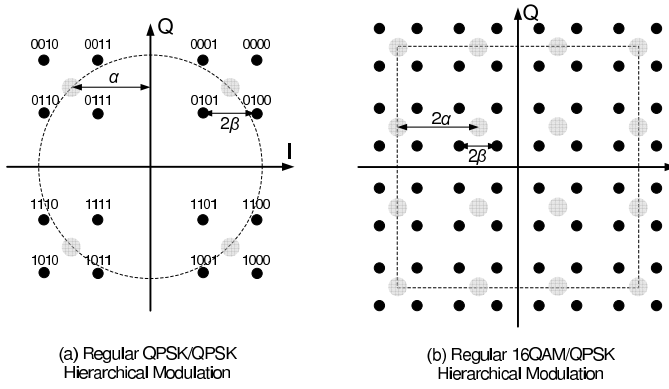 Q
0010 0011 0001 0000
α
0110 0111 0101 0100
2β
I
1110 1111 1101 1100
1010 1011 1001 1000
(a) Regular QPSK/QPSK
Hierarchical Modulation
Q
2α
2β
(b) Regular 16QAM/QPSK
Hierarchical Modulation